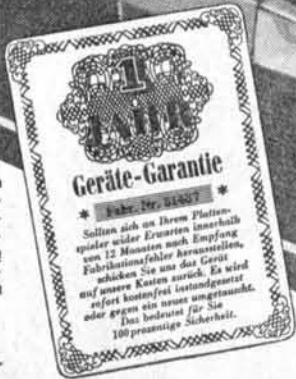 1
JAHR
Geräte-Garantie
* Fabr. Nr. *
Sollten sich an Ihrem Platten-
spieler wider Erwarten innerhalb
von 12 Monaten nach Empfang
Fabrikationsfehler herausstellen,
schicken Sie uns das Gerät
auf unsere Kosten zurück. Es wird
sofort kostenfrei instandgesetzt
oder gegen ein neues umgetauscht.
Das bedeutet für Sie
100prozentige Sicherheit.